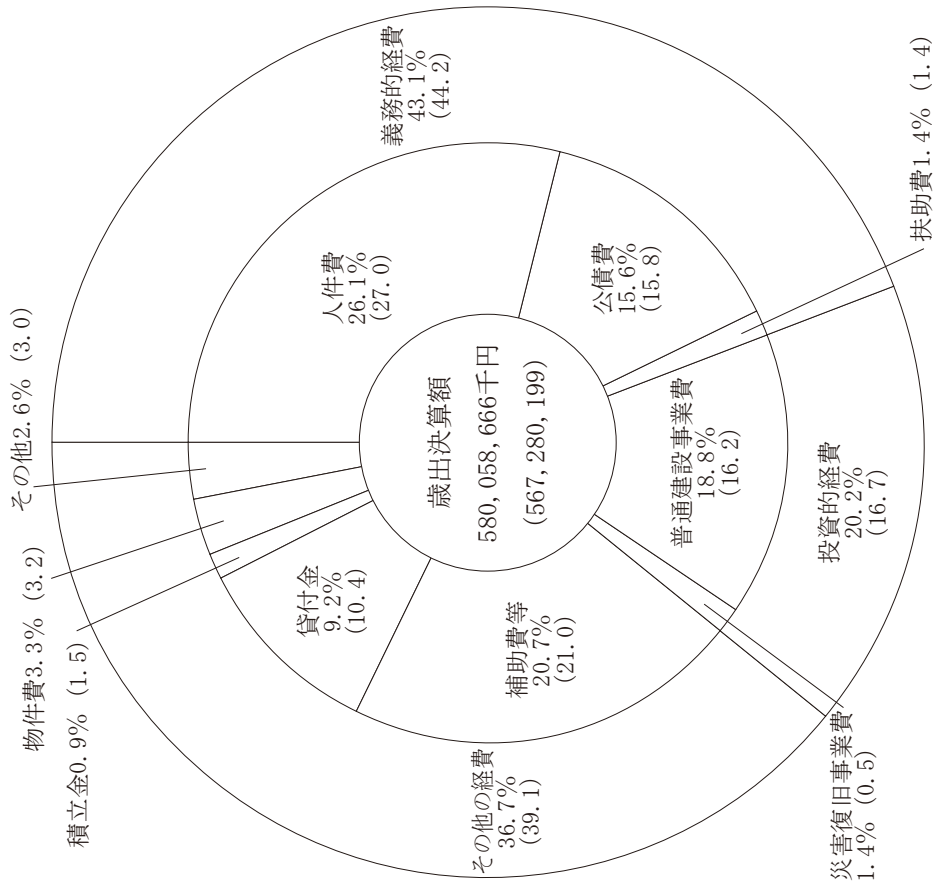 歳出決算額
580,058,666千円
(567,280,199)
義務的経費
43.1%
(44.2)
人件費
26.1%
(27.0)
公債費
15.6%
(15.8)
扶助費1.4% (1.4)
投資的経費
20.2%
(16.7)
普通建設事業費
18.8%
(16.2)
災害復旧事業費
1.4% (0.5)
その他の経費
36.7%
(39.1)
補助費等
20.7%
(21.0)
貸付金
9.2%
(10.4)
積立金0.9% (1.5)
物件費3.3% (3.2)
その他2.6% (3.0)